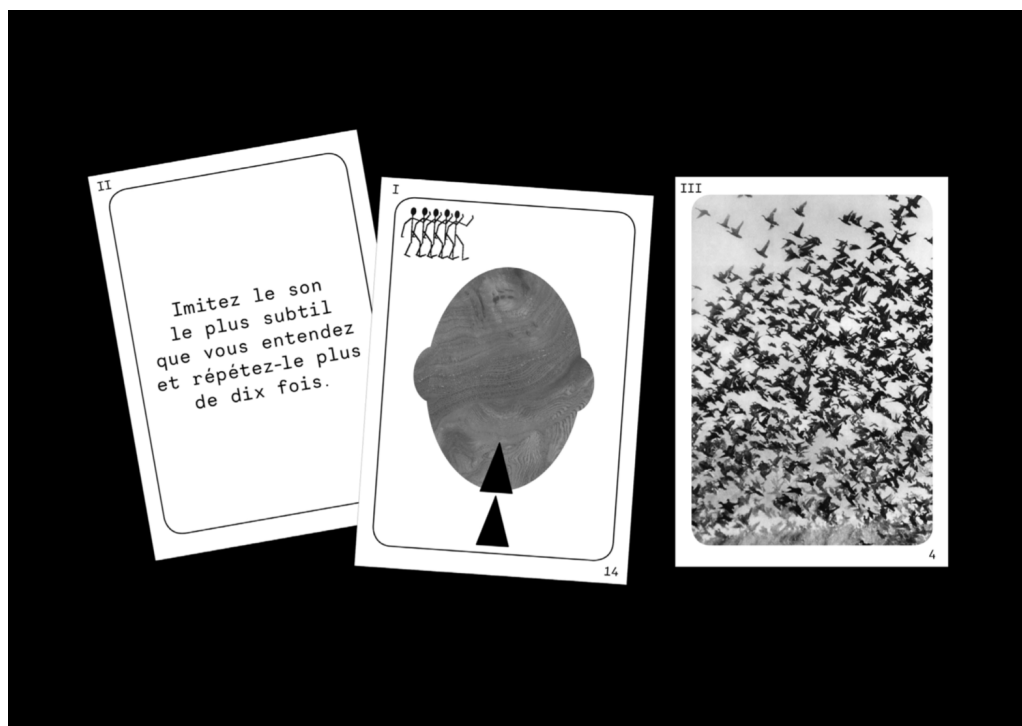 II
Imitez le son
le plus subtil
que vous entendez
et répétez-le plus
de dix fois.
I
14
III
4